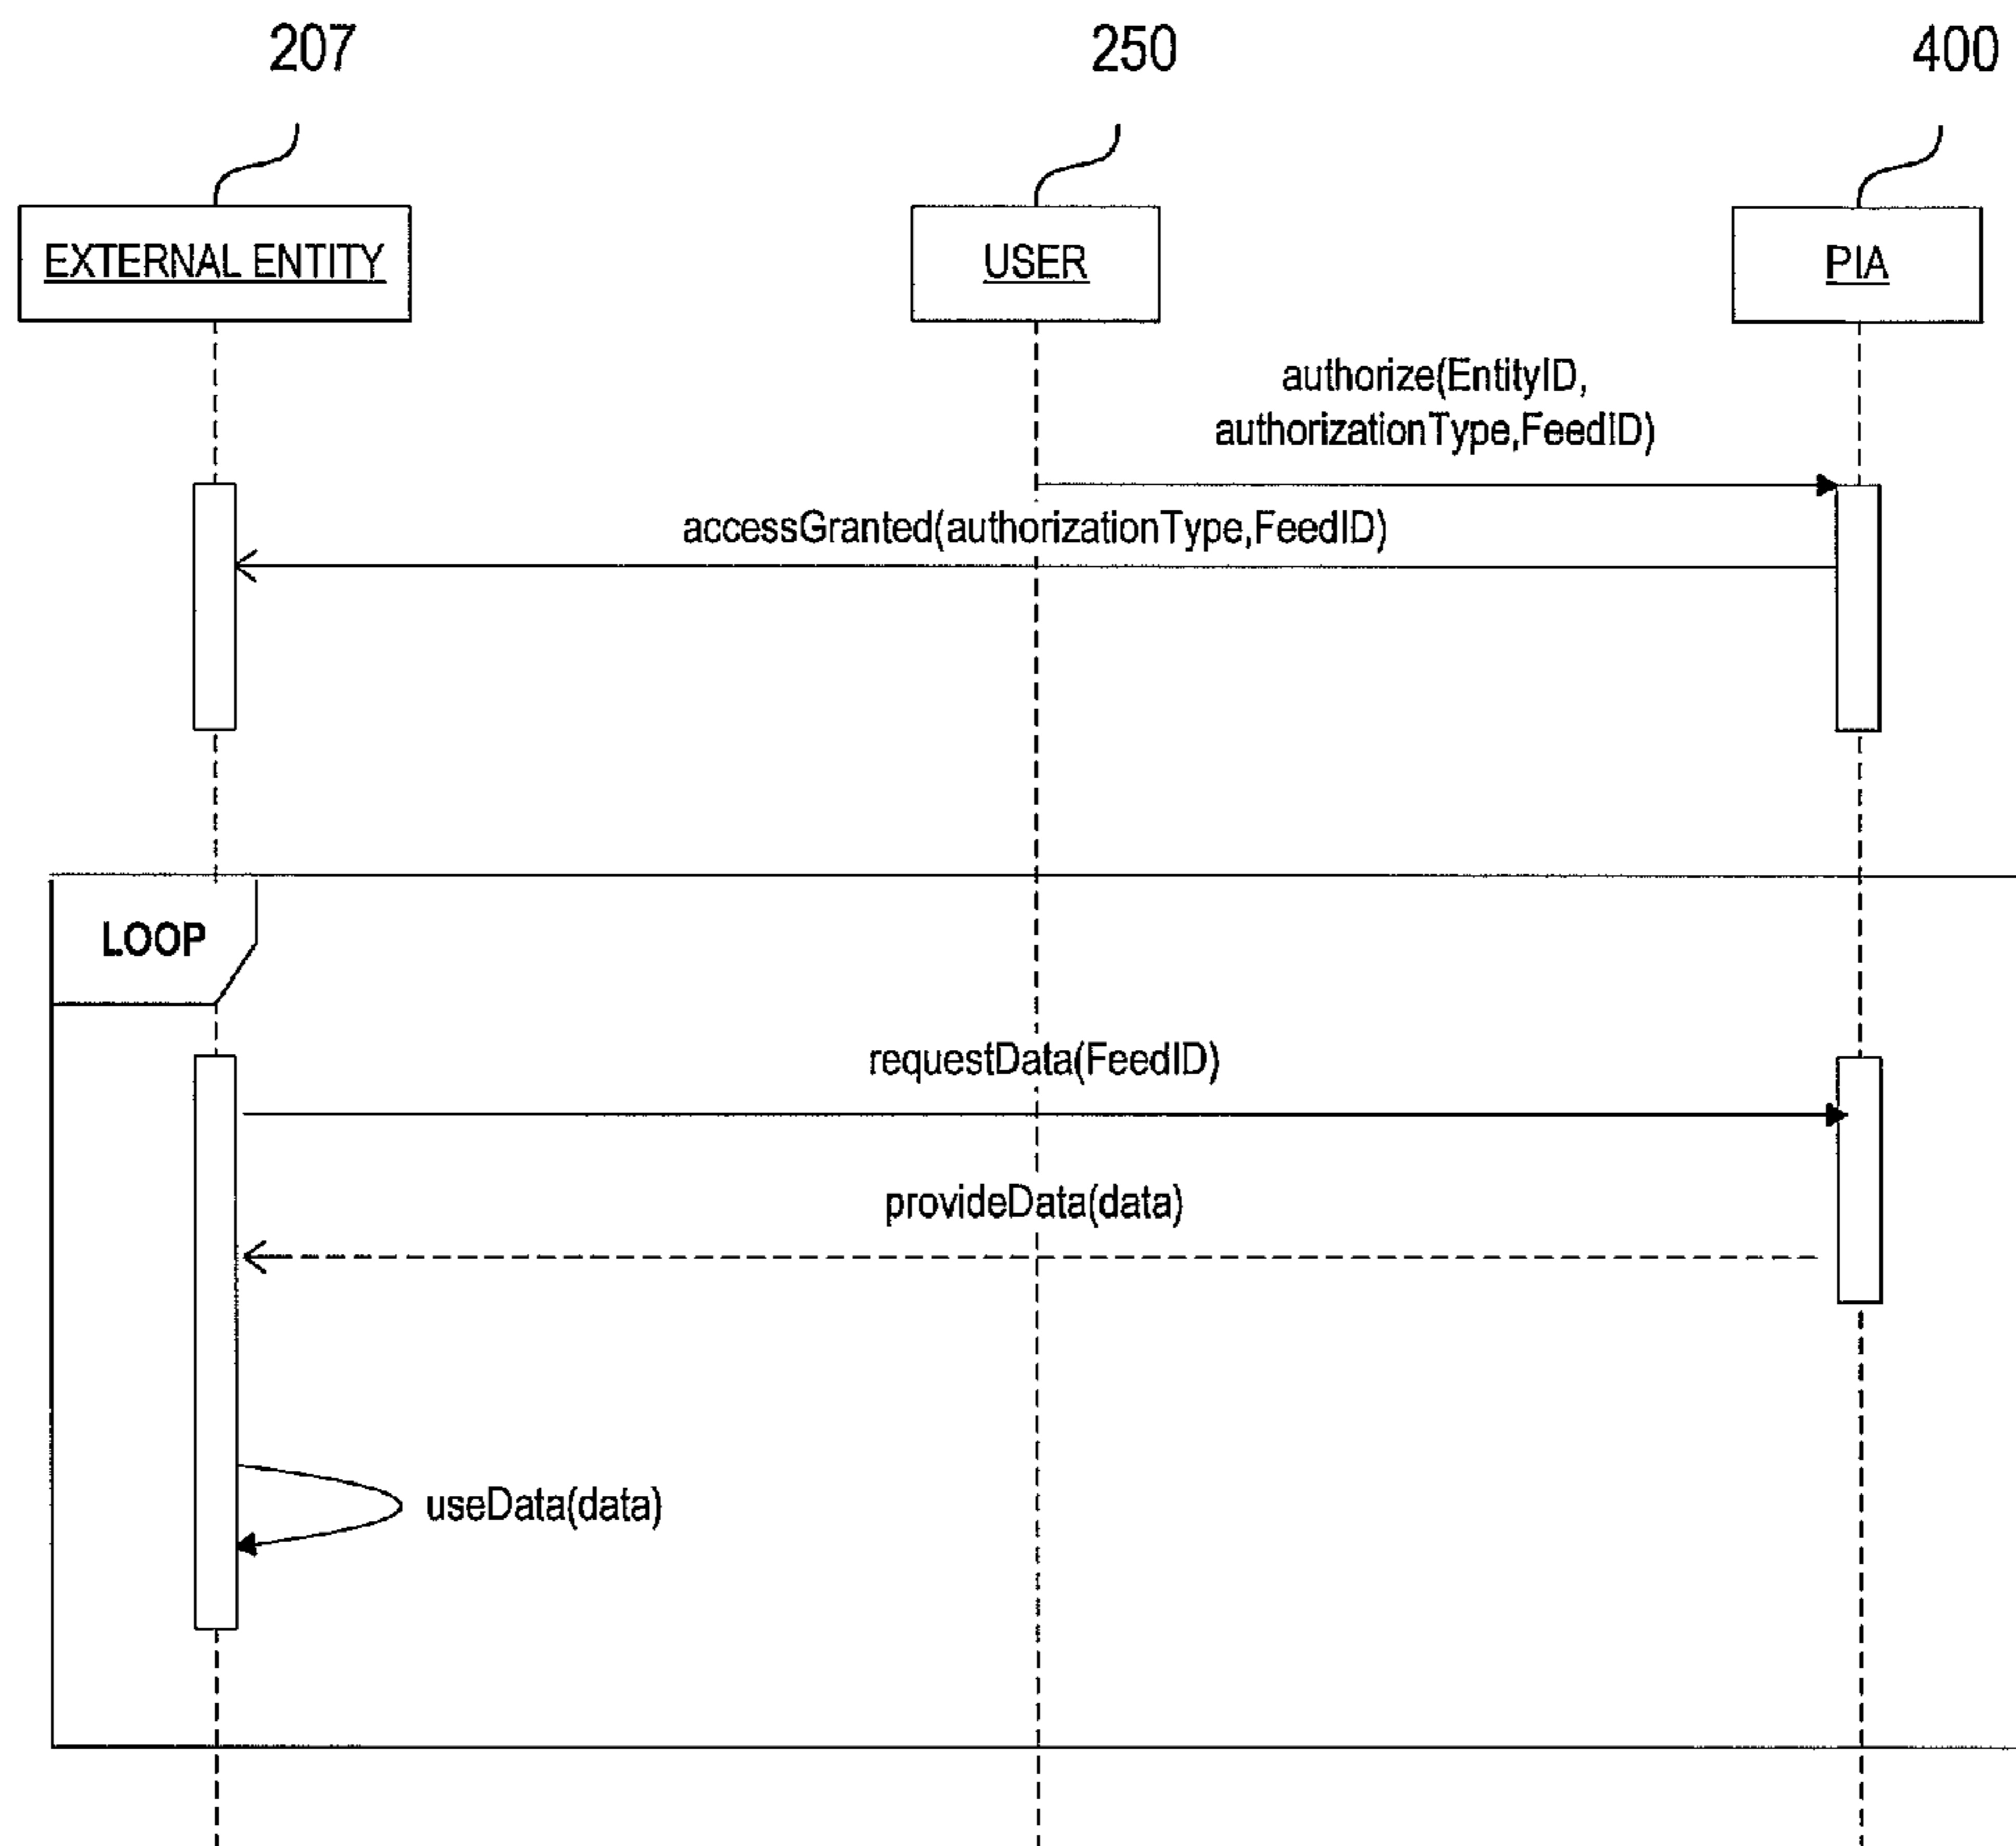 207
250
400
EXTERNAL ENTITY
USER
PIA
authorize(EntityID,
authorizationType,FeedID)
accessGranted(authorizationType,FeedID)
LOOP
requestData(FeedID)
provideData(data)
useData(data)